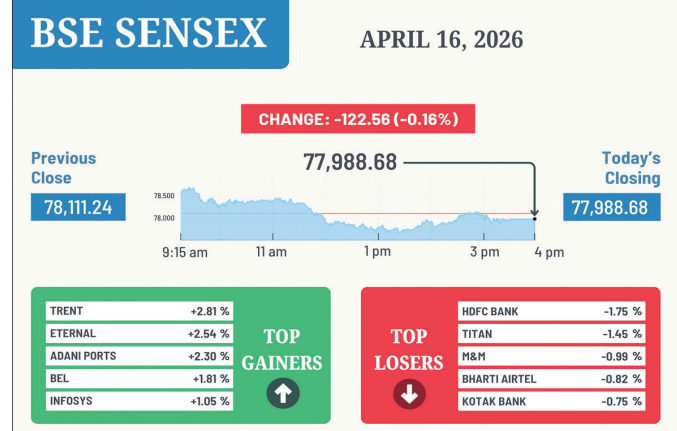 BSE SENSEX
APRIL 16, 2026
CHANGE: -122.56 (-0.16%)
Previous
Close
78,111.24
77,988.68
Today's
Closing
77,988.68
78,500
78,000
9:15 am
11 am
1 pm
3 pm
4 pm
TRENT +2.81 %
ETERNAL +2.54 %
ADANI PORTS +2.30 %
BEL +1.81 %
INFOSYS +1.05 %
TOP
GAINERS
TOP
LOSERS
HDFC BANK -1.75 %
TITAN -1.45 %
M&M -0.99 %
BHARTI AIRTEL -0.82 %
KOTAK BANK -0.75 %